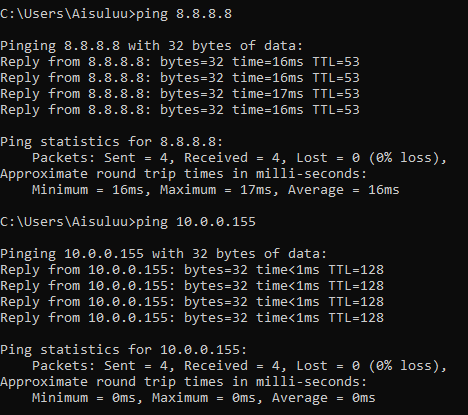 C:\Users\Aisuluu>ping 8.8.8.8
Pinging 8.8.8.8 with 32 bytes of data:
Reply from 8.8.8.8: bytes=32 time=16ms TTL=53
Reply from 8.8.8.8: bytes=32 time=16ms TTL=53
Reply from 8.8.8.8: bytes=32 time=17ms TTL=53
Reply from 8.8.8.8: bytes=32 time=16ms TTL=53
Ping statistics for 8.8.8.8:
    Packets: Sent = 4, Received = 4, Lost = 0 (0% loss),
Approximate round trip times in milli-seconds:
    Minimum = 16ms, Maximum = 17ms, Average = 16ms
C:\Users\Aisuluu>ping 10.0.0.155
Pinging 10.0.0.155 with 32 bytes of data:
Reply from 10.0.0.155: bytes=32 time<1ms TTL=128
Reply from 10.0.0.155: bytes=32 time<1ms TTL=128
Reply from 10.0.0.155: bytes=32 time<1ms TTL=128
Reply from 10.0.0.155: bytes=32 time<1ms TTL=128
Ping statistics for 10.0.0.155:
    Packets: Sent = 4, Received = 4, Lost = 0 (0% loss),
Approximate round trip times in milli-seconds:
    Minimum = 0ms, Maximum = 0ms, Average = 0ms